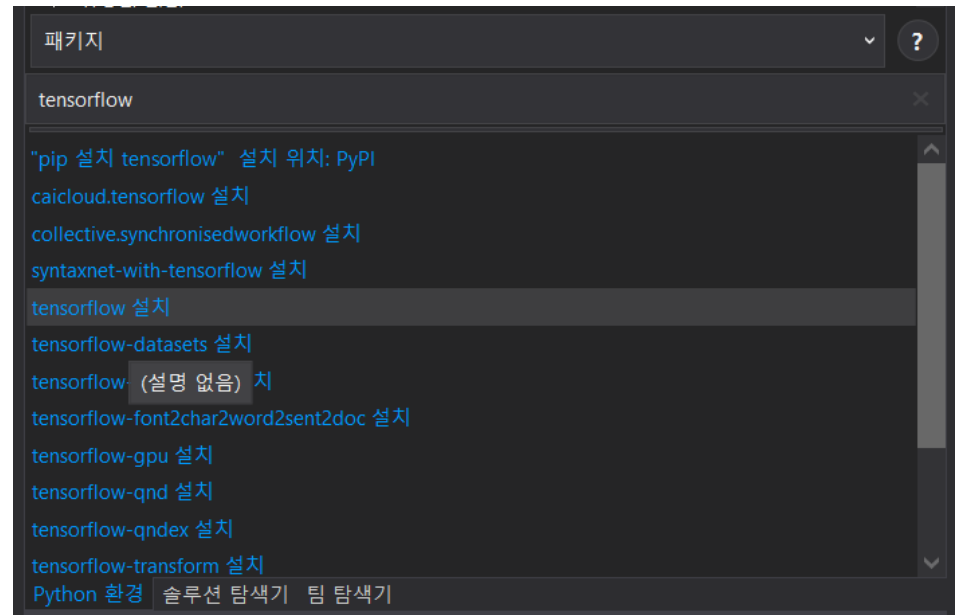 패키지
?
tensorflow
"pip 설치 tensorflow" 설치 위치: PyPI
caicloud.tensorflow 설치
collective.synchronisedworkflow 설치
syntaxnet-with-tensorflow 설치
tensorflow 설치
tensorflow-datasets 설치
tensorflow- (설명 없음) 치
tensorflow-font2char2word2sent2doc 설치
tensorflow-gpu 설치
tensorflow-qnd 설치
tensorflow-qndex 설치
tensorflow-transform 설치
Python 환경 솔루션 탐색기 팀 탐색기